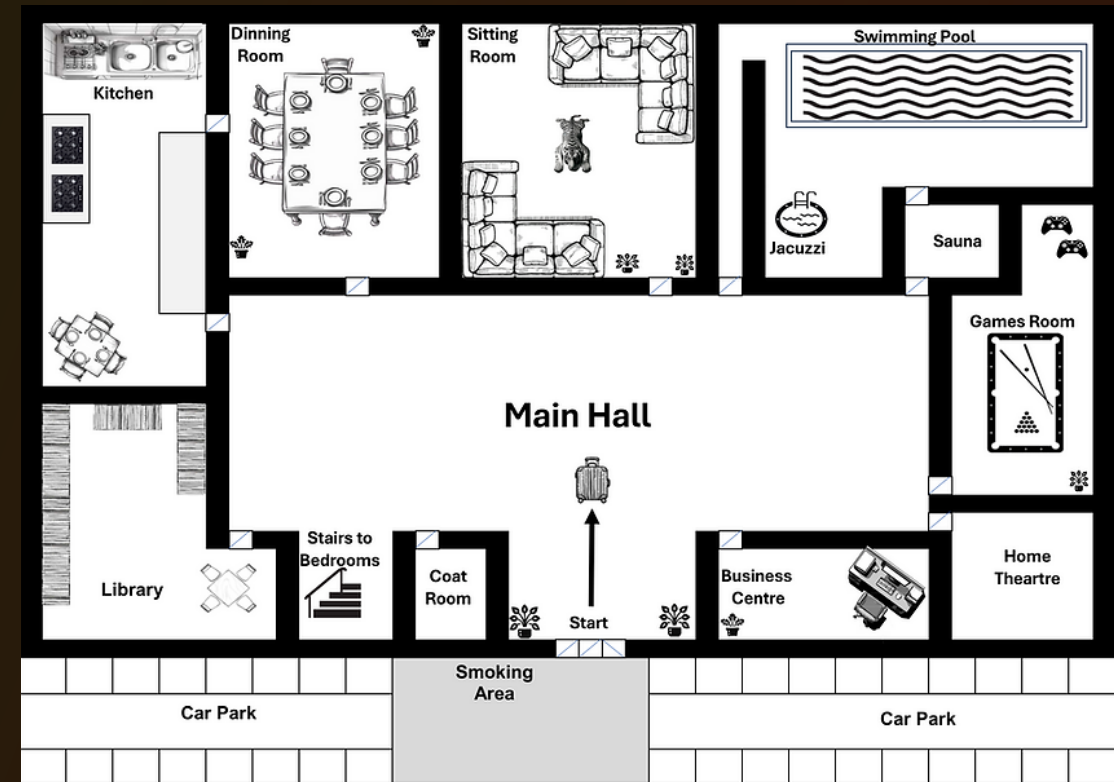 Dinning
Room
Sitting
Room
Swimming Pool
Kitchen
Jacuzzi
Sauna
Games Room
Main Hall
Stairs to
Bedrooms
Library
Coat
Room
Start
Business
Centre
Home
Theartre
Smoking
Area
Car Park
Car Park